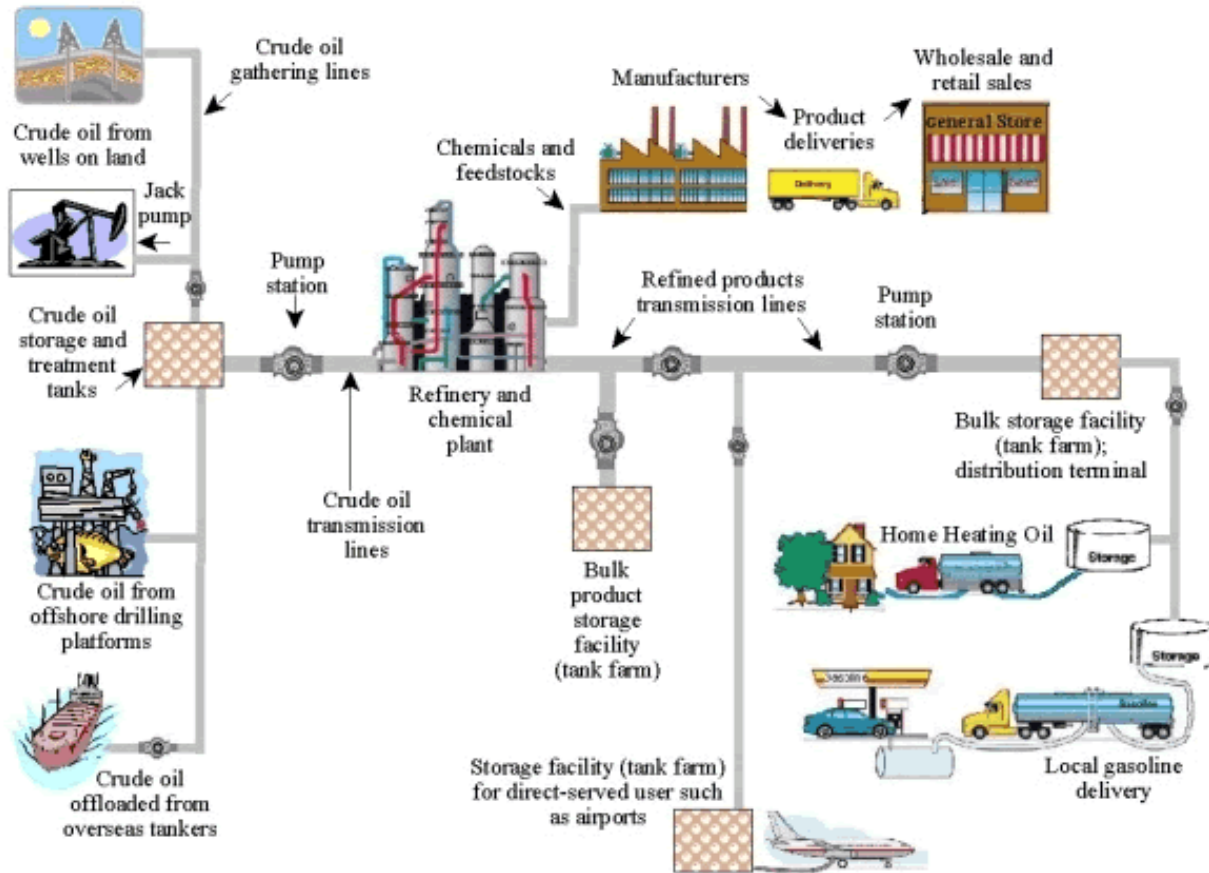 Crude oil
gathering lines
Crude oil from
wells on land
Jack
pump
Crude oil
storage and
treatment
tanks
Pump
station
Crude oil from
offshore drilling
platforms
Crude oil
offloaded from
overseas tankers
Crude oil
transmission
lines
Refinery and
chemical
plant
Chemicals and
feedstocks
Manufacturers
Product
deliveries
Delivery
Wholesale and
retail sales
General Store
Refined products
transmission lines
Pump
station
Bulk
product
storage
facility
(tank farm)
Bulk storage facility
(tank farm);
distribution terminal
Home Heating Oil
Storage
Storage
Gasoline
Local gasoline
delivery
Storage facility (tank farm)
for direct-served user such
as airports